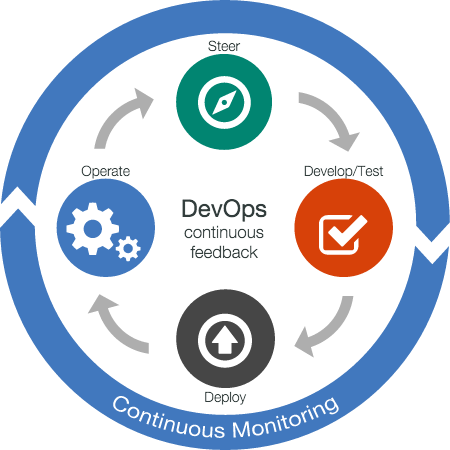 Steer
Operate
Develop/Test
DevOps
continuous
feedback
Deploy
Continuous Monitoring